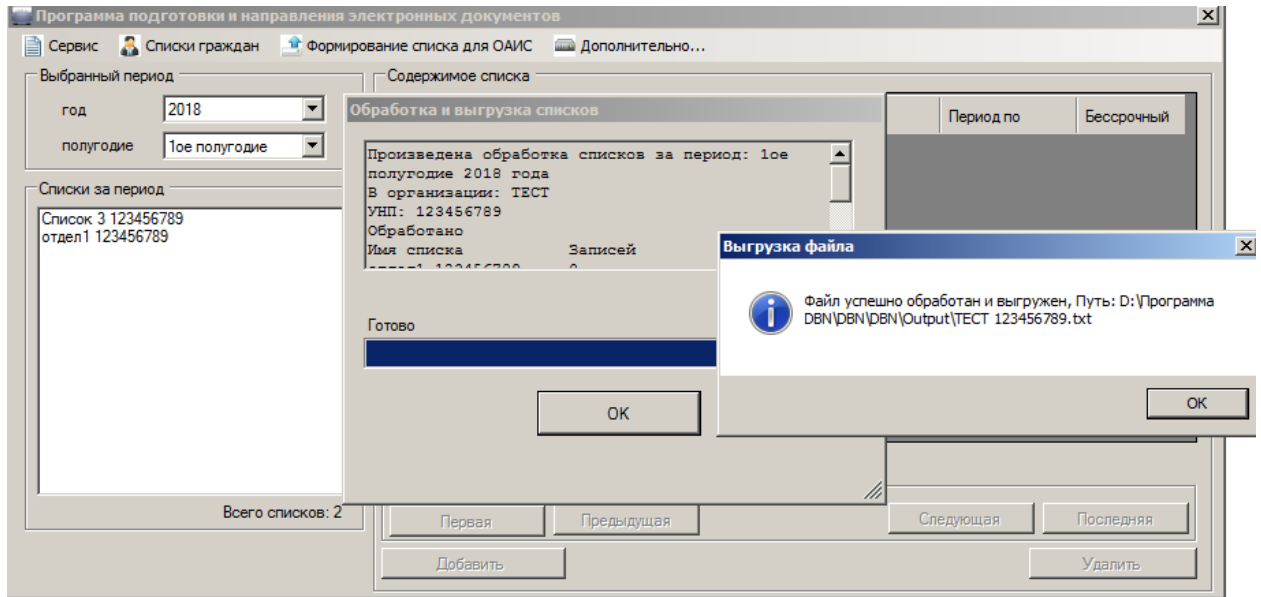 Программа подготовки и направления электронных документов
Сервис Списки граждан Формирование списка для ОАИС Дополнительно...
Выбранный период
год 2018
полугодие 1ое полугодие
Списки за период
Список 3 123456789
отдел1 123456789
Всего списков: 2
Содержимое списка
Период по Бессрочный
Обработка и выгрузка списков
Произведена обработка списков за период: 1ое
полугодие 2018 года
В организации: ТЕСТ
УНП: 123456789
Обработано
Имя списка Записей
отдел1 123456789 0
Готово
OK
Выгрузка файла
Файл успешно обработан и выгружен, Путь: D:\Программа
DBN\DBN\DBN\Output\ТЕСТ 123456789.txt
OK
Первая Предыдущая Следующая Последняя
Добавить Удалить